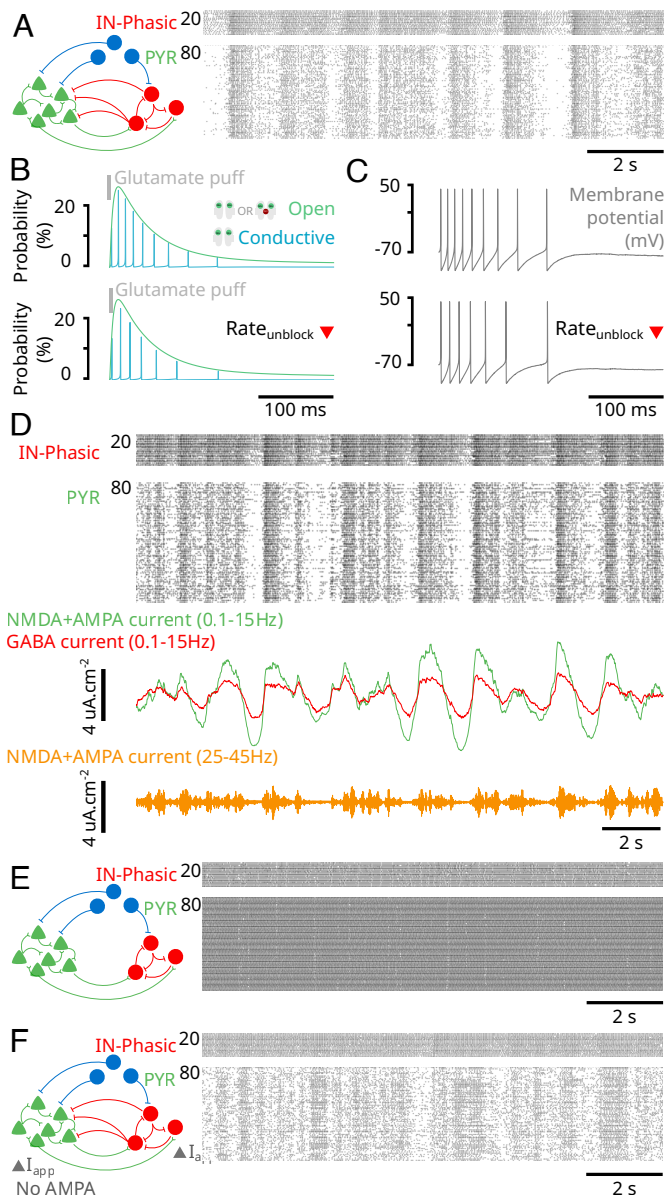 A
IN-Phasic 20
PYR 80
2 s
B
Glutamate puff
OR Open
Conductive
20
0
Probability (%)
Glutamate puff
Rateunblock
20
0
Probability (%)
100 ms
C
50
-70
Membrane potential (mV)
50
-70
Rateunblock
100 ms
D
IN-Phasic 20
PYR 80
NMDA+AMPA current (0.1-15Hz)
GABA current (0.1-15Hz)
4 uA.cm-2
NMDA+AMPA current (25-45Hz)
4 uA.cm-2
2 s
E
IN-Phasic 20
PYR 80
2 s
F
IN-Phasic 20
PYR 80
Iapp
No AMPA
2 s